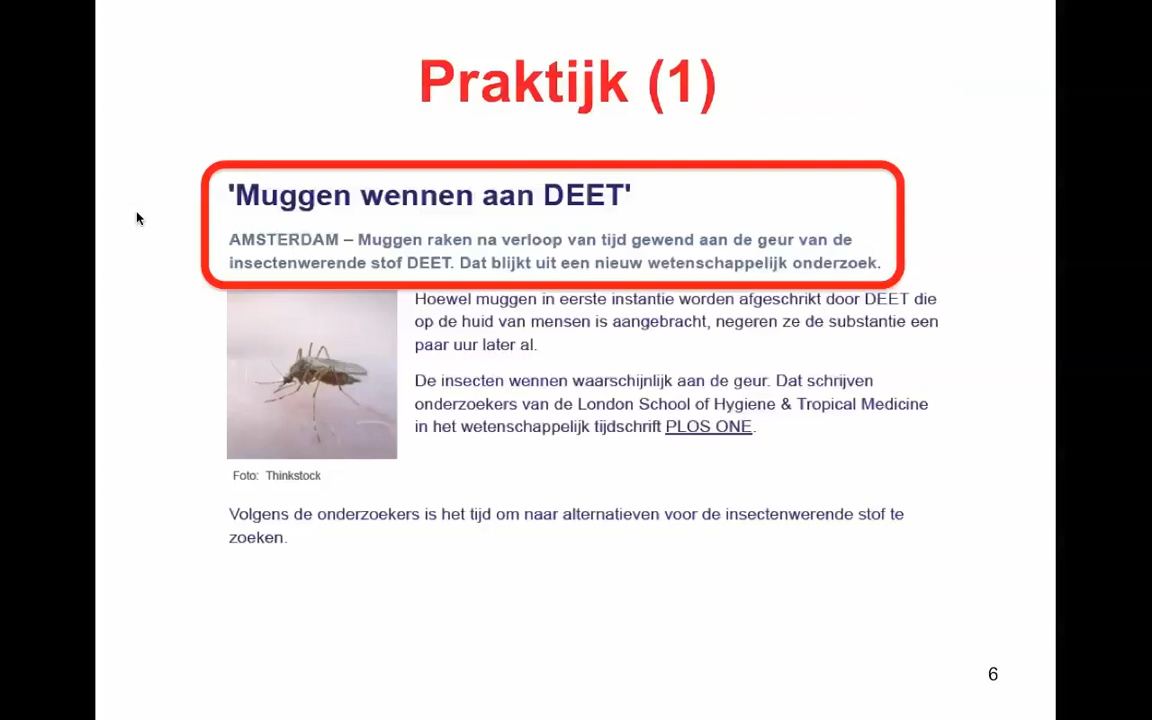 Praktijk (1)
'Muggen wennen aan DEET'
AMSTERDAM – Muggen raken na verloop van tijd gewend aan de geur van de
insectenwerende stof DEET. Dat blijkt uit een nieuw wetenschappelijk onderzoek.
Hoewel muggen in eerste instantie worden afgeschrikt door DEET die
op de huid van mensen is aangebracht, negeren ze de substantie een
paar uur later al.
De insecten wennen waarschijnlijk aan de geur. Dat schrijven
onderzoekers van de London School of Hygiene & Tropical Medicine
in het wetenschappelijk tijdschrift PLOS ONE.
Foto: Thinkstock
Volgens de onderzoekers is het tijd om naar alternatieven voor de insectenwerende stof te
zoeken.
6